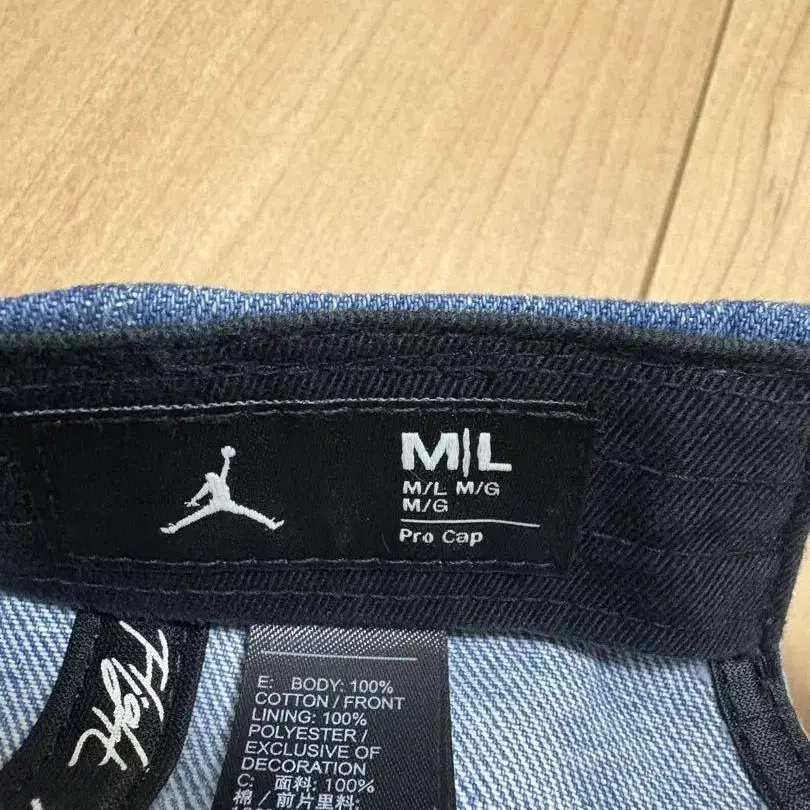 M|L
M/L M/G
M/G
Pro Cap
Flight
E: BODY: 100%
COTTON / FRONT
LINING: 100%
POLYESTER /
EXCLUSIVE OF
DECORATION
C: 面料: 100%
棉 / 前片里料: